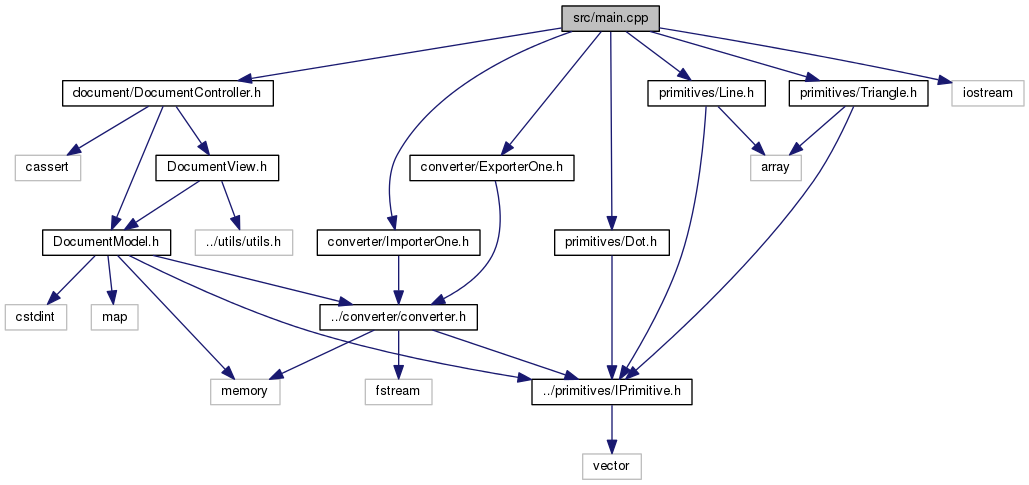 src/main.cpp
document/DocumentController.h
primitives/Line.h
primitives/Triangle.h
iostream
cassert
DocumentView.h
converter/ExporterOne.h
array
DocumentModel.h
../utils/utils.h
converter/ImporterOne.h
primitives/Dot.h
cstdint
map
../converter/converter.h
memory
fstream
../primitives/IPrimitive.h
vector